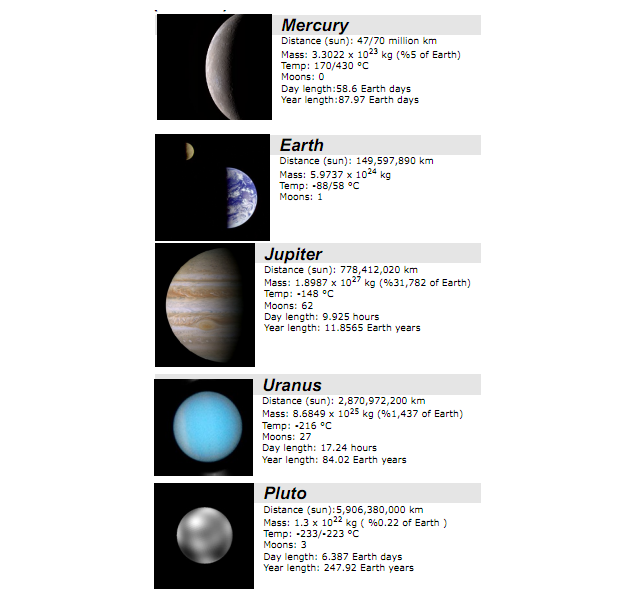 Mercury
Distance (sun): 47/70 million km
Mass: 3.3022 x 10²³ kg (%5 of Earth)
Temp: 170/430 °C
Moons: 0
Day length:58.6 Earth days
Year length:87.97 Earth days
Earth
Distance (sun): 149,597,890 km
Mass: 5.9737 x 10²⁴ kg
Temp: -88/58 °C
Moons: 1
Jupiter
Distance (sun): 778,412,020 km
Mass: 1.8987 x 10²⁷ kg (%31,782 of Earth)
Temp: -148 °C
Moons: 62
Day length: 9.925 hours
Year length: 11.8565 Earth years
Uranus
Distance (sun): 2,870,972,200 km
Mass: 8.6849 x 10²⁵ kg (%1,437 of Earth)
Temp: -216 °C
Moons: 27
Day length: 17.24 hours
Year length: 84.02 Earth years
Pluto
Distance (sun):5,906,380,000 km
Mass: 1.3 x 10²² kg ( %0.22 of Earth )
Temp: -233/-223 °C
Moons: 3
Day length: 6.387 Earth days
Year length: 247.92 Earth years